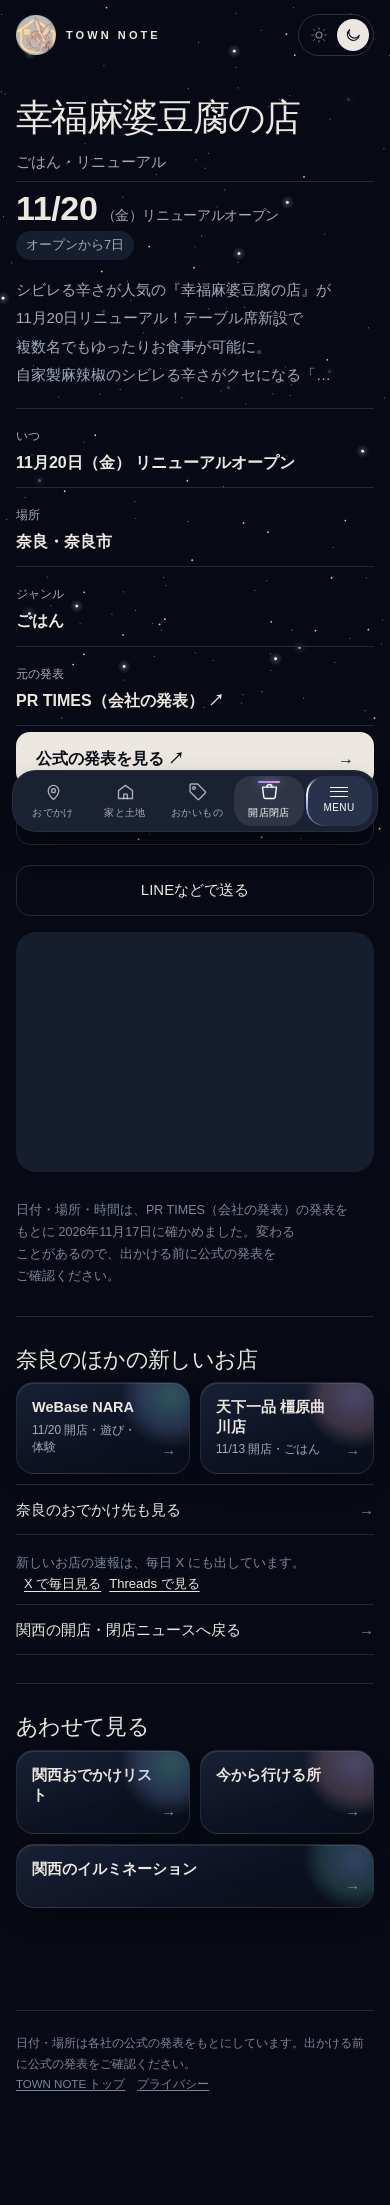 TOWN NOTE
幸福麻婆豆腐の店
ごはん・リニューアル
11/20（金）リニューアルオープン
オープンから7日
シビレる辛さが人気の『幸福麻婆豆腐の店』が
11月20日リニューアル！テーブル席新設で
複数名でもゆったりお食事が可能に。
自家製麻辣椒のシビレる辛さがクセになる「…
いつ
11月20日（金） リニューアルオープン
場所
奈良・奈良市
ジャンル
ごはん
元の発表
PR TIMES（会社の発表）↗
公式の発表を見る ↗ →
おでかけ
家と土地
おかいもの
開店閉店
MENU
LINEなどで送る
日付・場所・時間は、PR TIMES（会社の発表）の発表を
もとに 2026年11月17日に確かめました。変わる
ことがあるので、出かける前に公式の発表を
ご確認ください。
奈良のほかの新しいお店
WeBase NARA
11/20 開店・遊び・
体験 →
天下一品 橿原曲
川店
11/13 開店・ごはん →
奈良のおでかけ先も見る →
新しいお店の速報は、毎日 X にも出しています。
X で毎日見る Threads で見る
関西の開店・閉店ニュースへ戻る →
あわせて見る
関西おでかけリス
ト →
今から行ける所 →
関西のイルミネーション →
日付・場所は各社の公式の発表をもとにしています。出かける前
に公式の発表をご確認ください。
TOWN NOTE トップ プライバシー